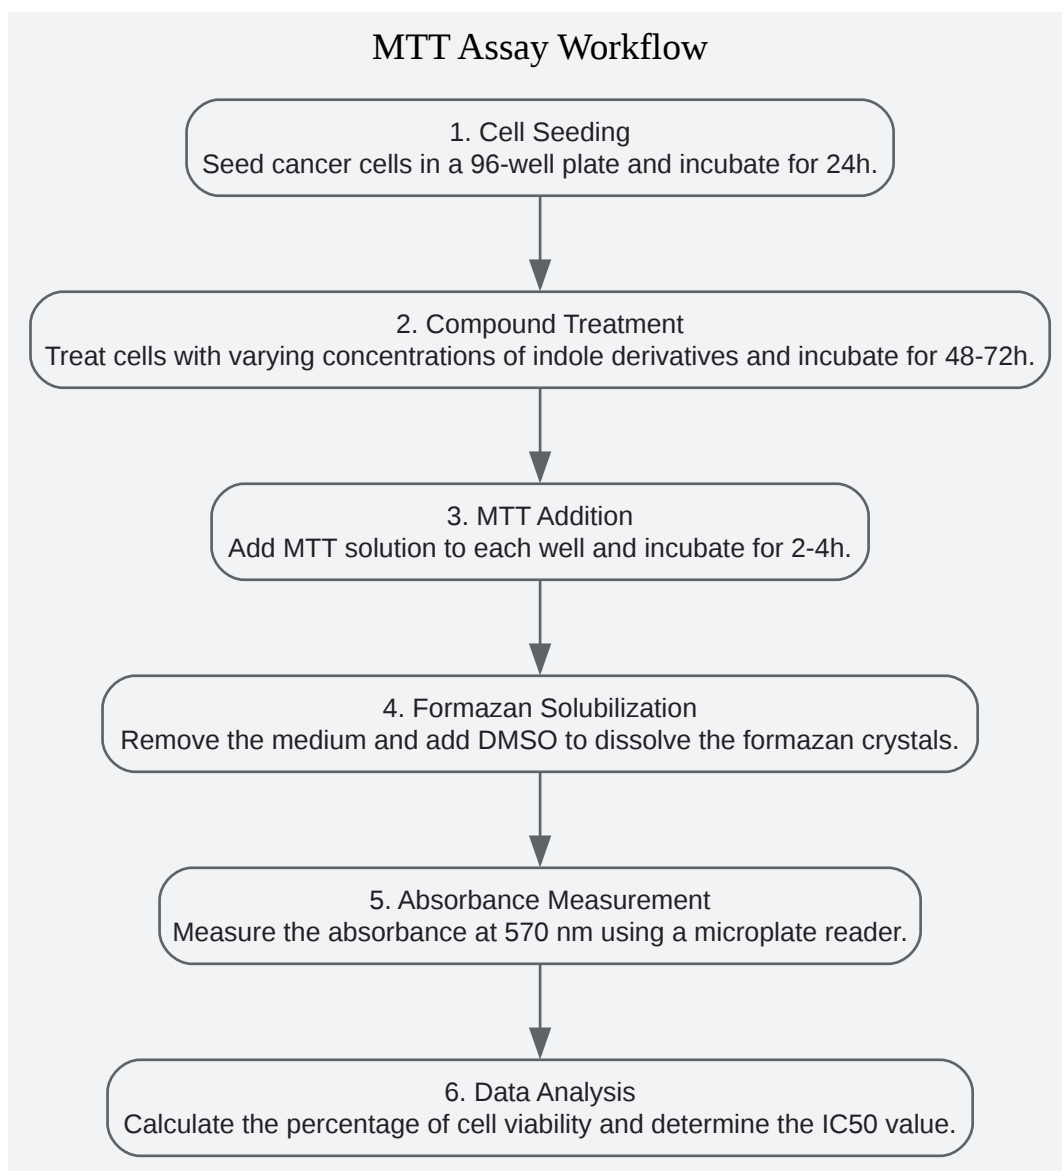 MTT Assay Workflow
1. Cell Seeding
Seed cancer cells in a 96-well plate and incubate for 24h.
2. Compound Treatment
Treat cells with varying concentrations of indole derivatives and incubate for 48-72h.
3. MTT Addition
Add MTT solution to each well and incubate for 2-4h.
4. Formazan Solubilization
Remove the medium and add DMSO to dissolve the formazan crystals.
5. Absorbance Measurement
Measure the absorbance at 570 nm using a microplate reader.
6. Data Analysis
Calculate the percentage of cell viability and determine the IC50 value.